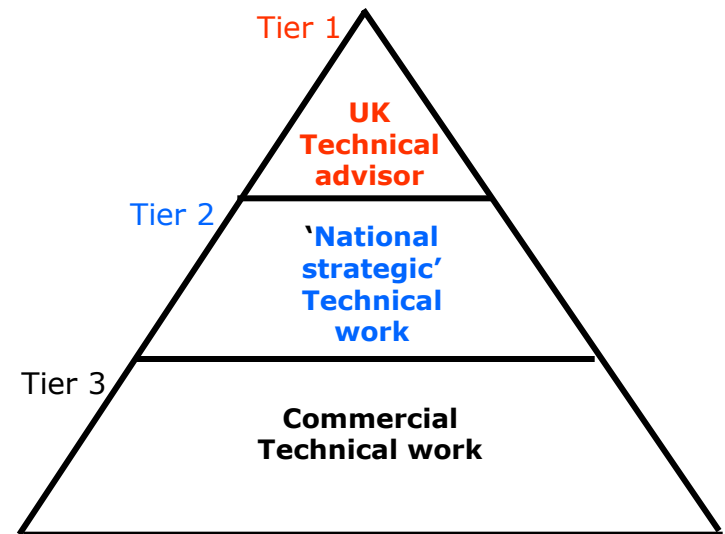 Tier 1
UK
Technical
advisor
Tier 2
‘National
strategic’
Technical
work
Tier 3
Commercial
Technical work